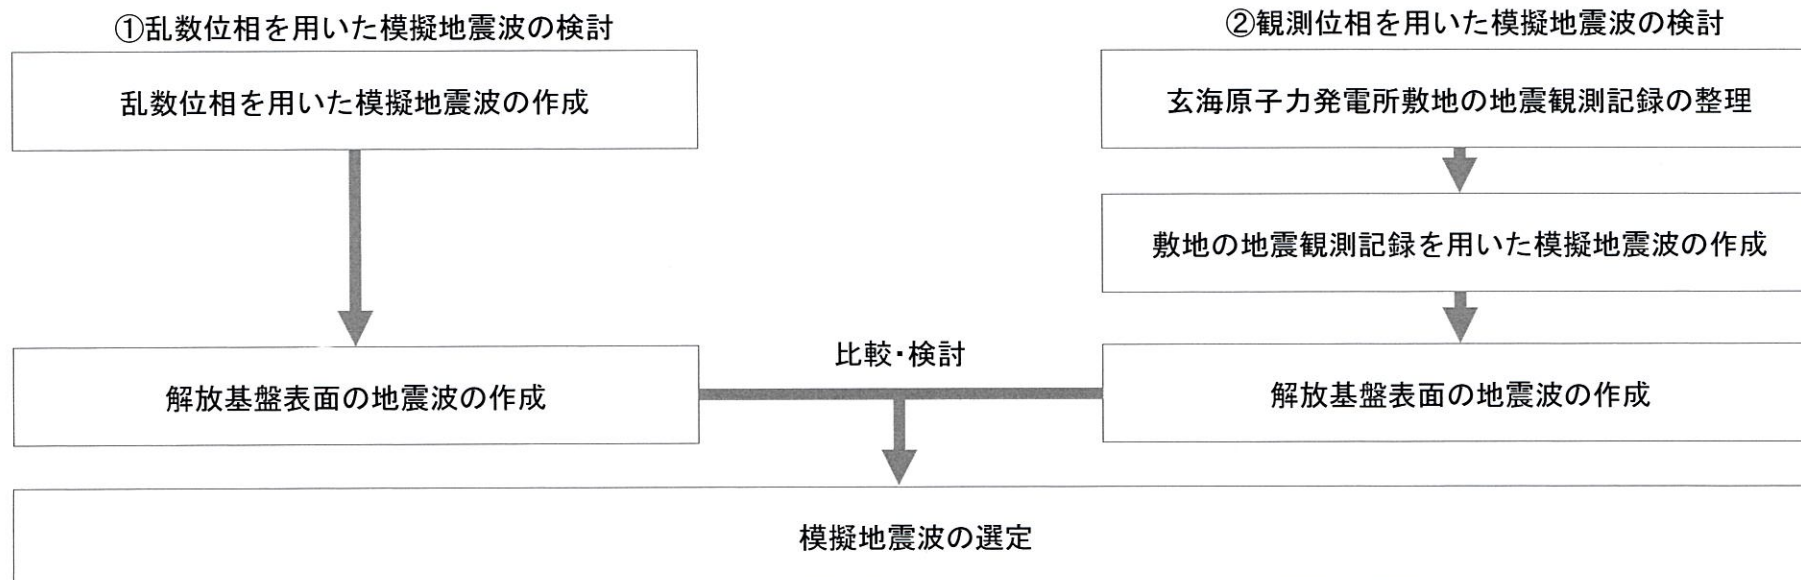 ①乱数位相を用いた模擬地震波の検討
乱数位相を用いた模擬地震波の作成
解放基盤表面の地震波の作成
②観測位相を用いた模擬地震波の検討
玄海原子力発電所敷地の地震観測記録の整理
敷地の地震観測記録を用いた模擬地震波の作成
解放基盤表面の地震波の作成
比較・検討
模擬地震波の選定